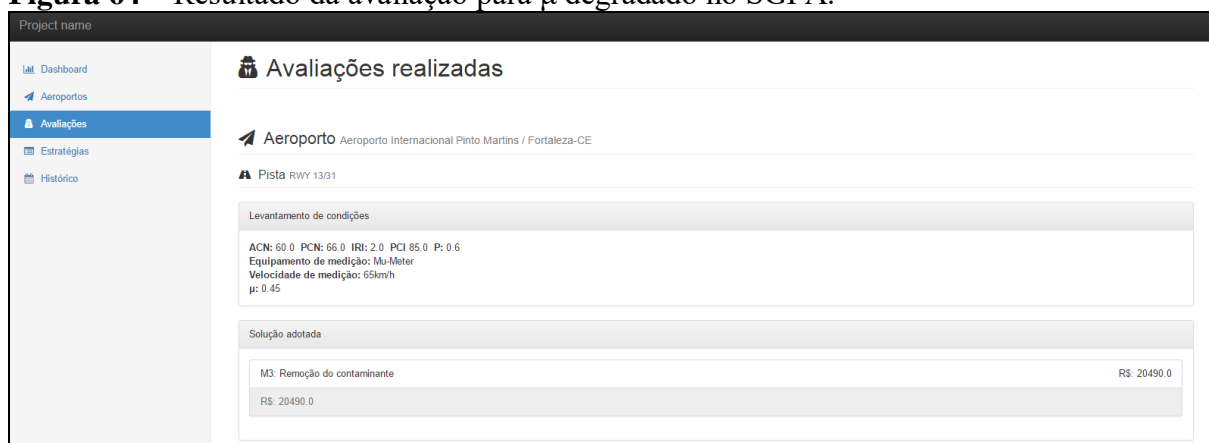 Figura 64 – Resultado da avaliação para µ degradado no SGPA.
Project name
Dashboard
Aeroportos
Avaliações
Estratégias
Histórico
Avaliações realizadas
Aeroporto Aeroporto Internacional Pinto Martins / Fortaleza-CE
Pista RWY 13/31
Levantamento de condições
ACN: 60.0 PCN: 66.0 IRI: 2.0 PCI 85.0 P: 0.6
Equipamento de medição: Mu-Meter
Velocidade de medição: 65km/h
µ: 0.45
Solução adotada
M3: Remoção do contaminante R$: 20490.0
R$: 20490.0